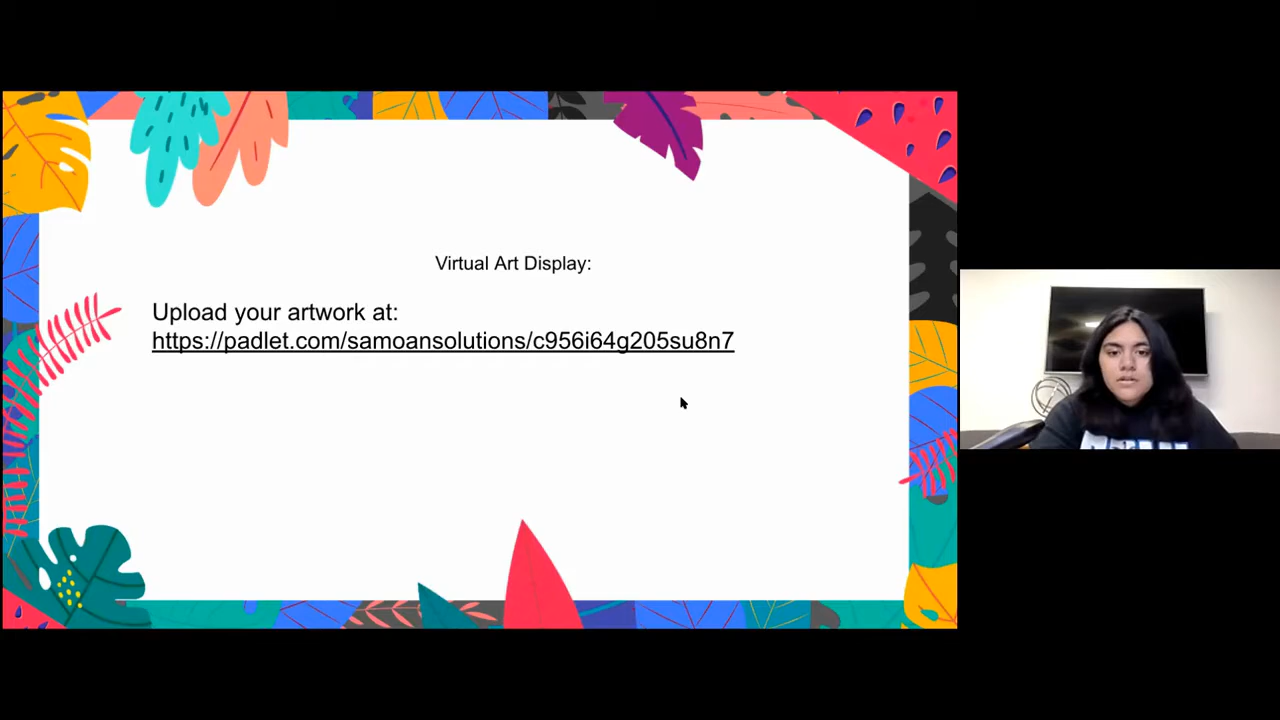 Virtual Art Display:
Upload your artwork at:
https://padlet.com/samoansolutions/c956i64g205su8n7